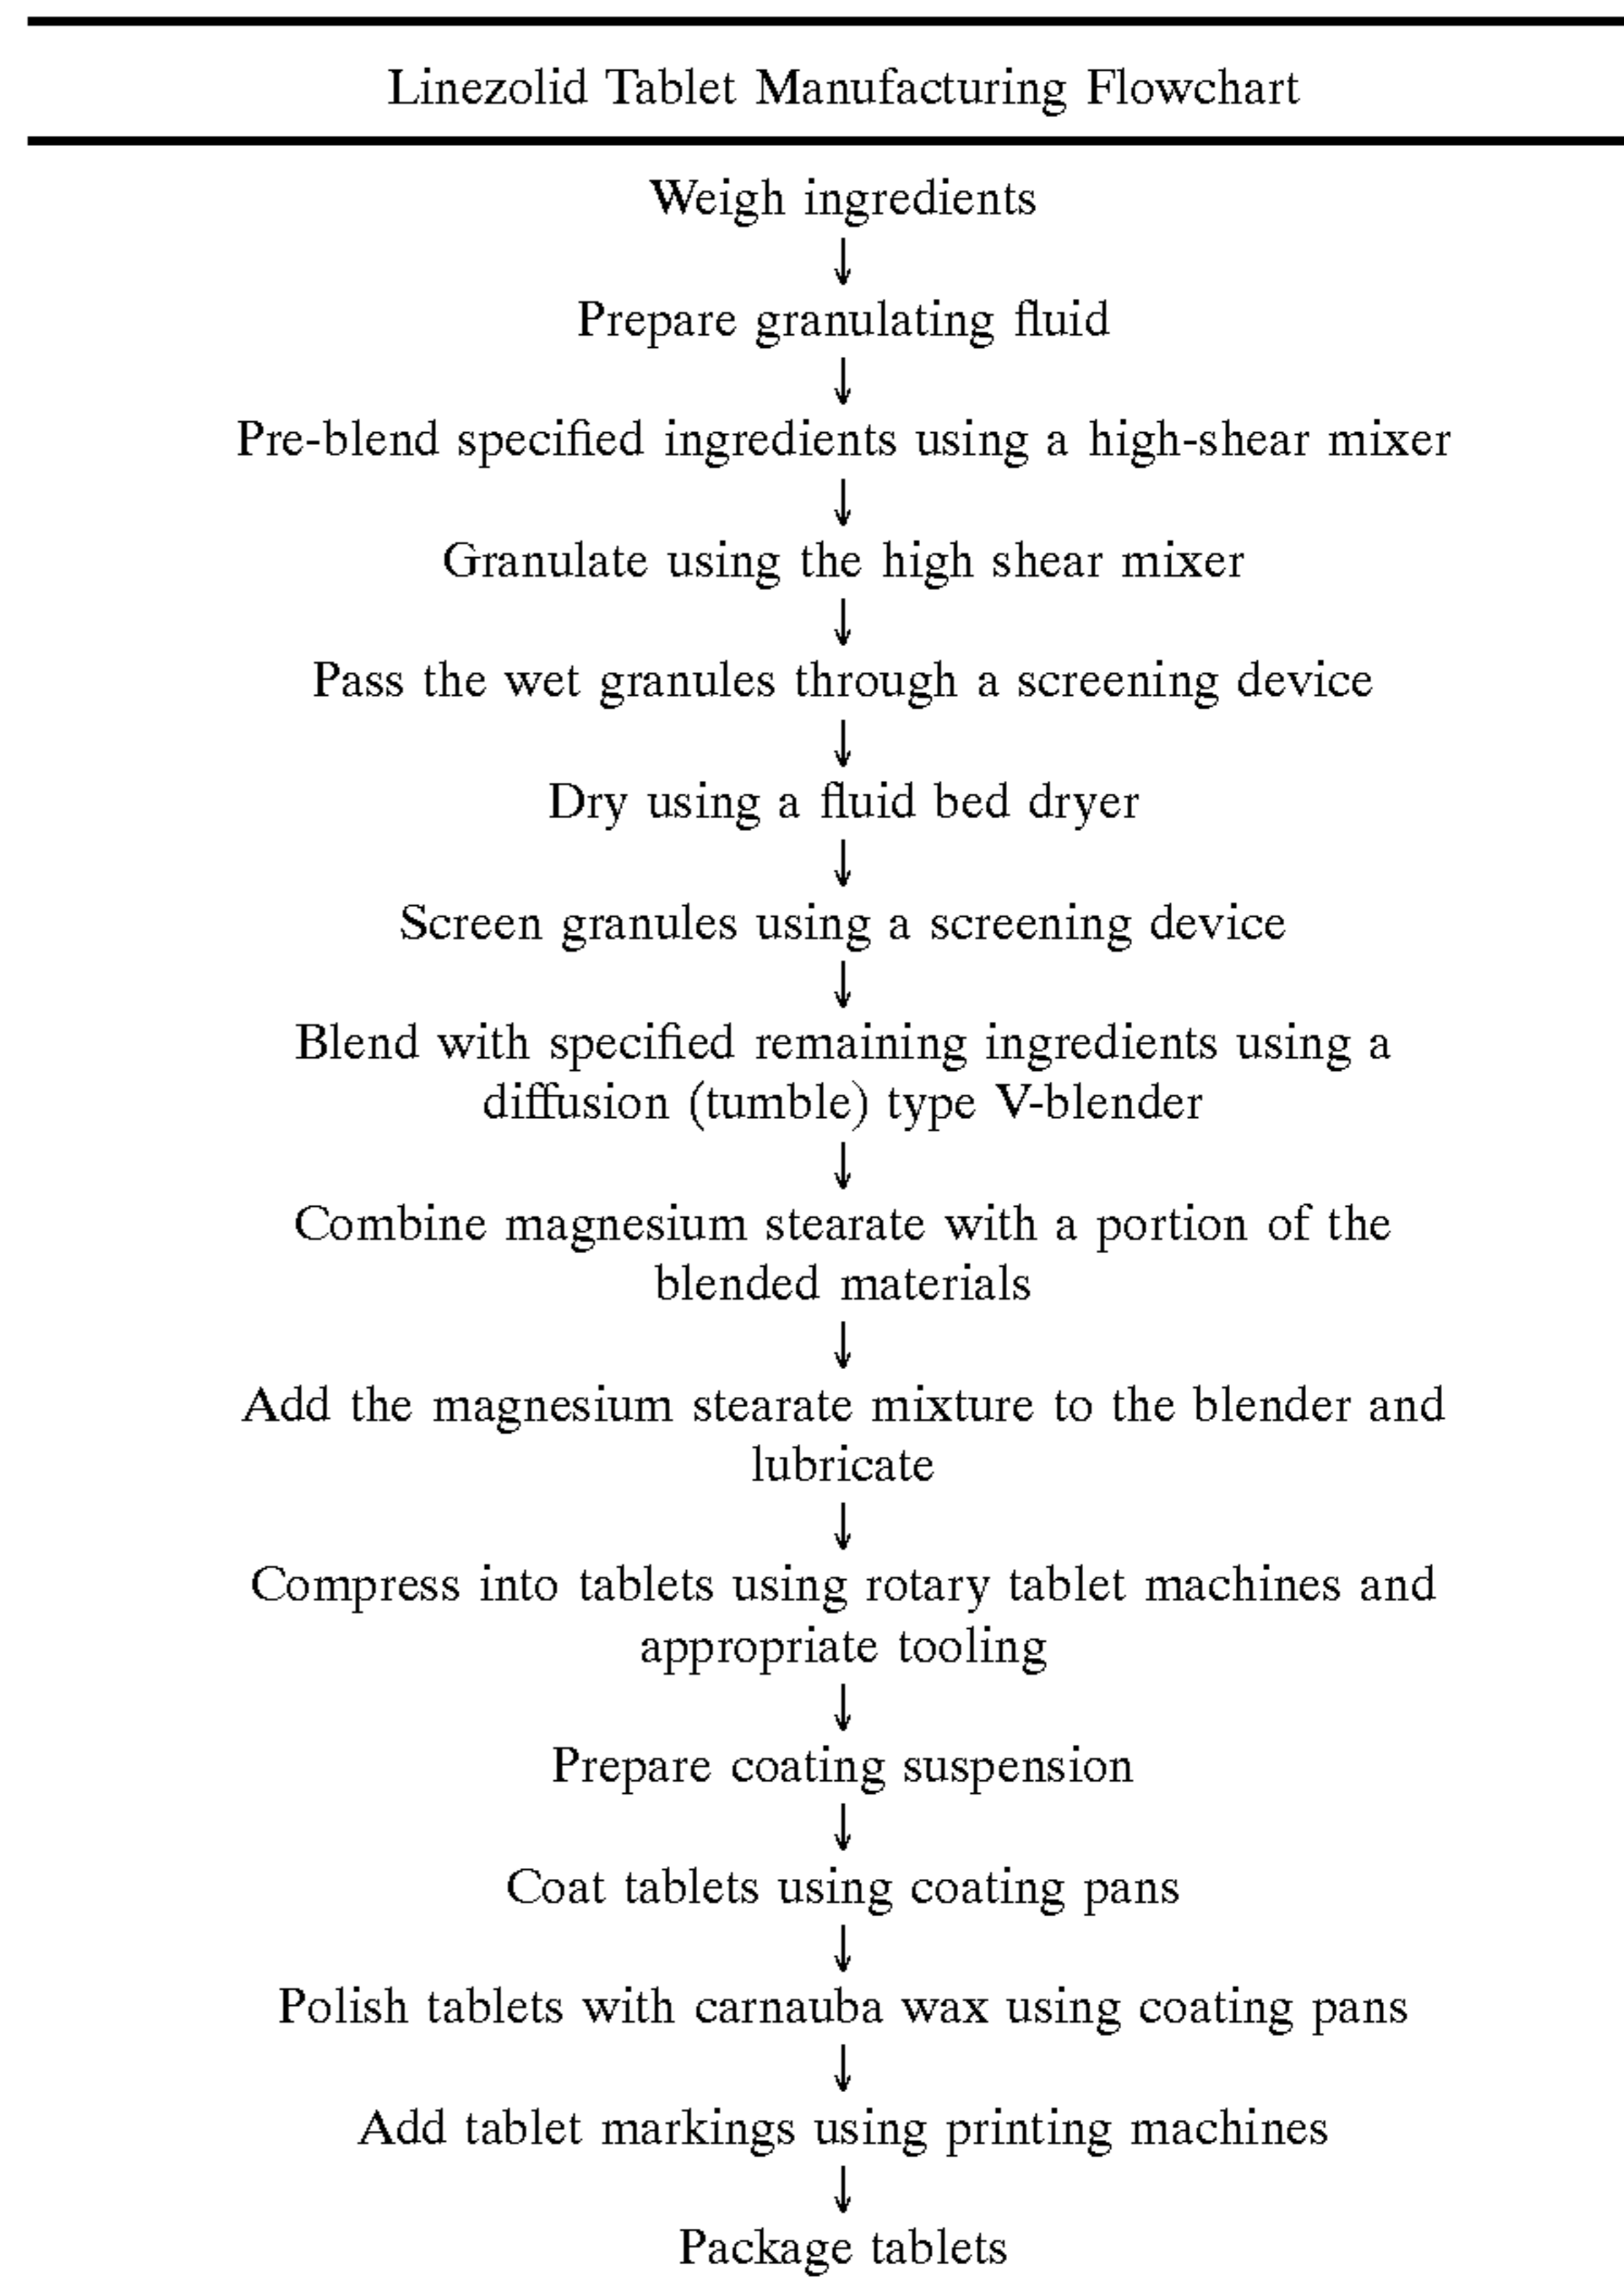 Linezolid Tablet Manufacturing Flowchart
Weigh ingredients
Prepare granulating fluid
Pre-blend specified ingredients using a high-shear mixer
Granulate using the high shear mixer
Pass the wet granules through a screening device
Dry using a fluid bed dryer
Screen granules using a screening device
Blend with specified remaining ingredients using a
diffusion (tumble) type V-blender
Combine magnesium stearate with a portion of the
blended materials
Add the magnesium stearate mixture to the blender and
lubricate
Compress into tablets using rotary tablet machines and
appropriate tooling
Prepare coating suspension
Coat tablets using coating pans
Polish tablets with carnauba wax using coating pans
Add tablet markings using printing machines
Package tablets